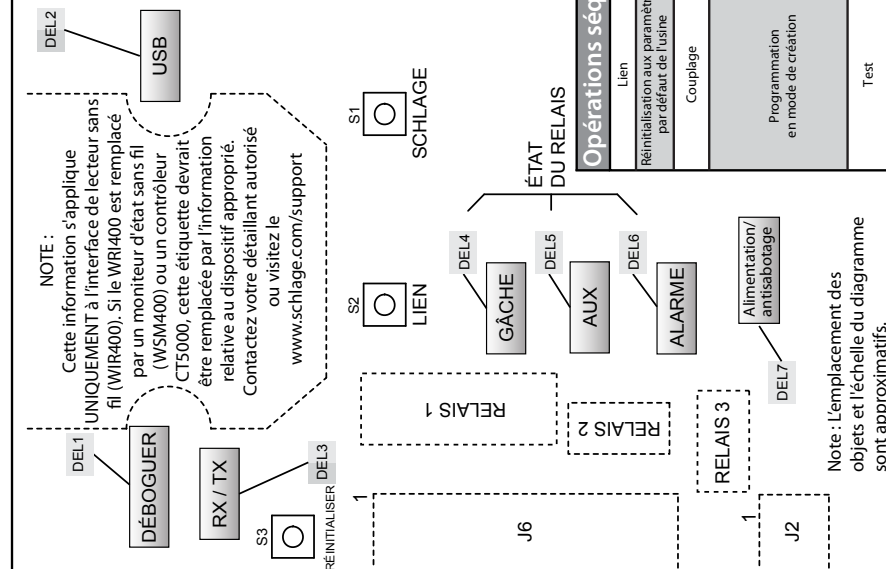 NOTE :
Cette information s'applique
UNIQUEMENT à l'interface de lecteur sans
fil (WIR400). Si le WRI400 est remplacé
par un moniteur d'état sans fil
(WSM400) ou un contrôleur
CT5000, cette étiquette devrait
être remplacée par l'information
relative au dispositif approprié.
Contactez votre détaillant autorisé
ou visitez le
www.schlage.com/support
DEL2
USB
DEL1
DÉBOGUER
RX / TX
DEL3
S3
RÉINITIALISER
S2
LIEN
S1
SCHLAGE
ÉTAT
DU RELAIS
DEL4
GÂCHE
DEL5
AUX
DEL6
ALARME
RELAIS 1
RELAIS 2
RELAIS 3
1
J6
1
J2
Alimentation/
antisabotage
DEL7
Note : L'emplacement des
objets et l'échelle du diagramme
sont approximatifs.
Opérations séq
Lien
Réinitialisation aux paramètr
par défaut de l'usine
Couplage
Programmation
en mode de création
Test